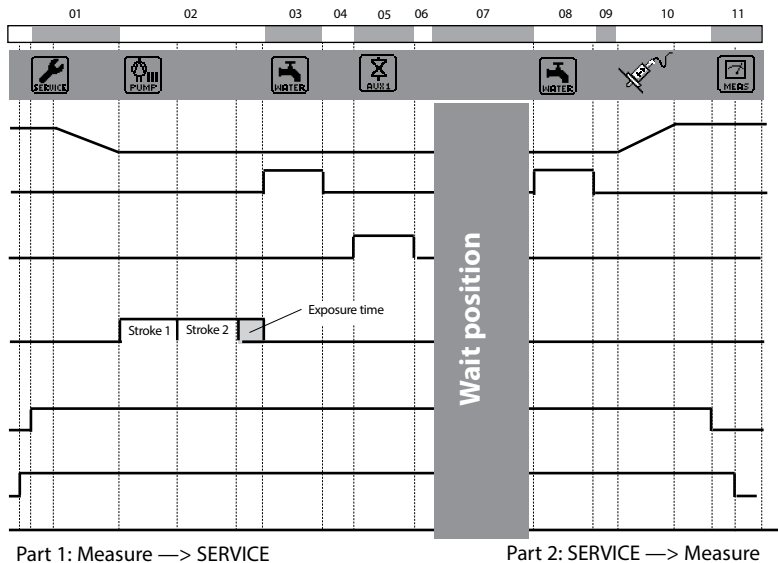 01 02 03 04 05 06 07 08 09 10 11
SERVICE PUMP WATER AUX1 WATER MEAS
Exposure time
Stroke 1 Stroke 2
Wait position
Part 1: Measure —> SERVICE Part 2: SERVICE —> Measure